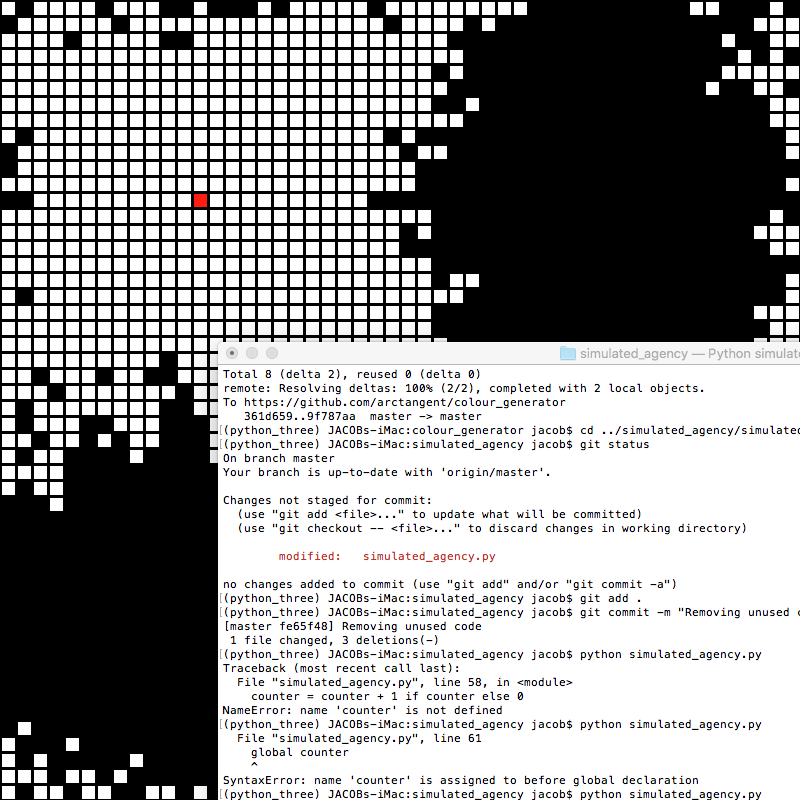 simulated_agency — Python simulat
Total 8 (delta 2), reused 0 (delta 0)
remote: Resolving deltas: 100% (2/2), completed with 2 local objects.
To https://github.com/arctangent/colour_generator
   361d659..9f787aa  master -> master
[(python_three) JACOBs-iMac:colour_generator jacob$ cd ../simulated_agency/simulated
[(python_three) JACOBs-iMac:simulated_agency jacob$ git status
On branch master
Your branch is up-to-date with 'origin/master'.
Changes not staged for commit:
  (use "git add <file>..." to update what will be committed)
  (use "git checkout -- <file>..." to discard changes in working directory)
        modified:   simulated_agency.py
no changes added to commit (use "git add" and/or "git commit -a")
[(python_three) JACOBs-iMac:simulated_agency jacob$ git add .
[(python_three) JACOBs-iMac:simulated_agency jacob$ git commit -m "Removing unused c
[master fe65f48] Removing unused code
 1 file changed, 3 deletions(-)
[(python_three) JACOBs-iMac:simulated_agency jacob$ python simulated_agency.py
Traceback (most recent call last):
  File "simulated_agency.py", line 58, in <module>
    counter = counter + 1 if counter else 0
NameError: name 'counter' is not defined
[(python_three) JACOBs-iMac:simulated_agency jacob$ python simulated_agency.py
  File "simulated_agency.py", line 61
    global counter
    ^
SyntaxError: name 'counter' is assigned to before global declaration
[(python_three) JACOBs-iMac:simulated_agency jacob$ python simulated_agency.py